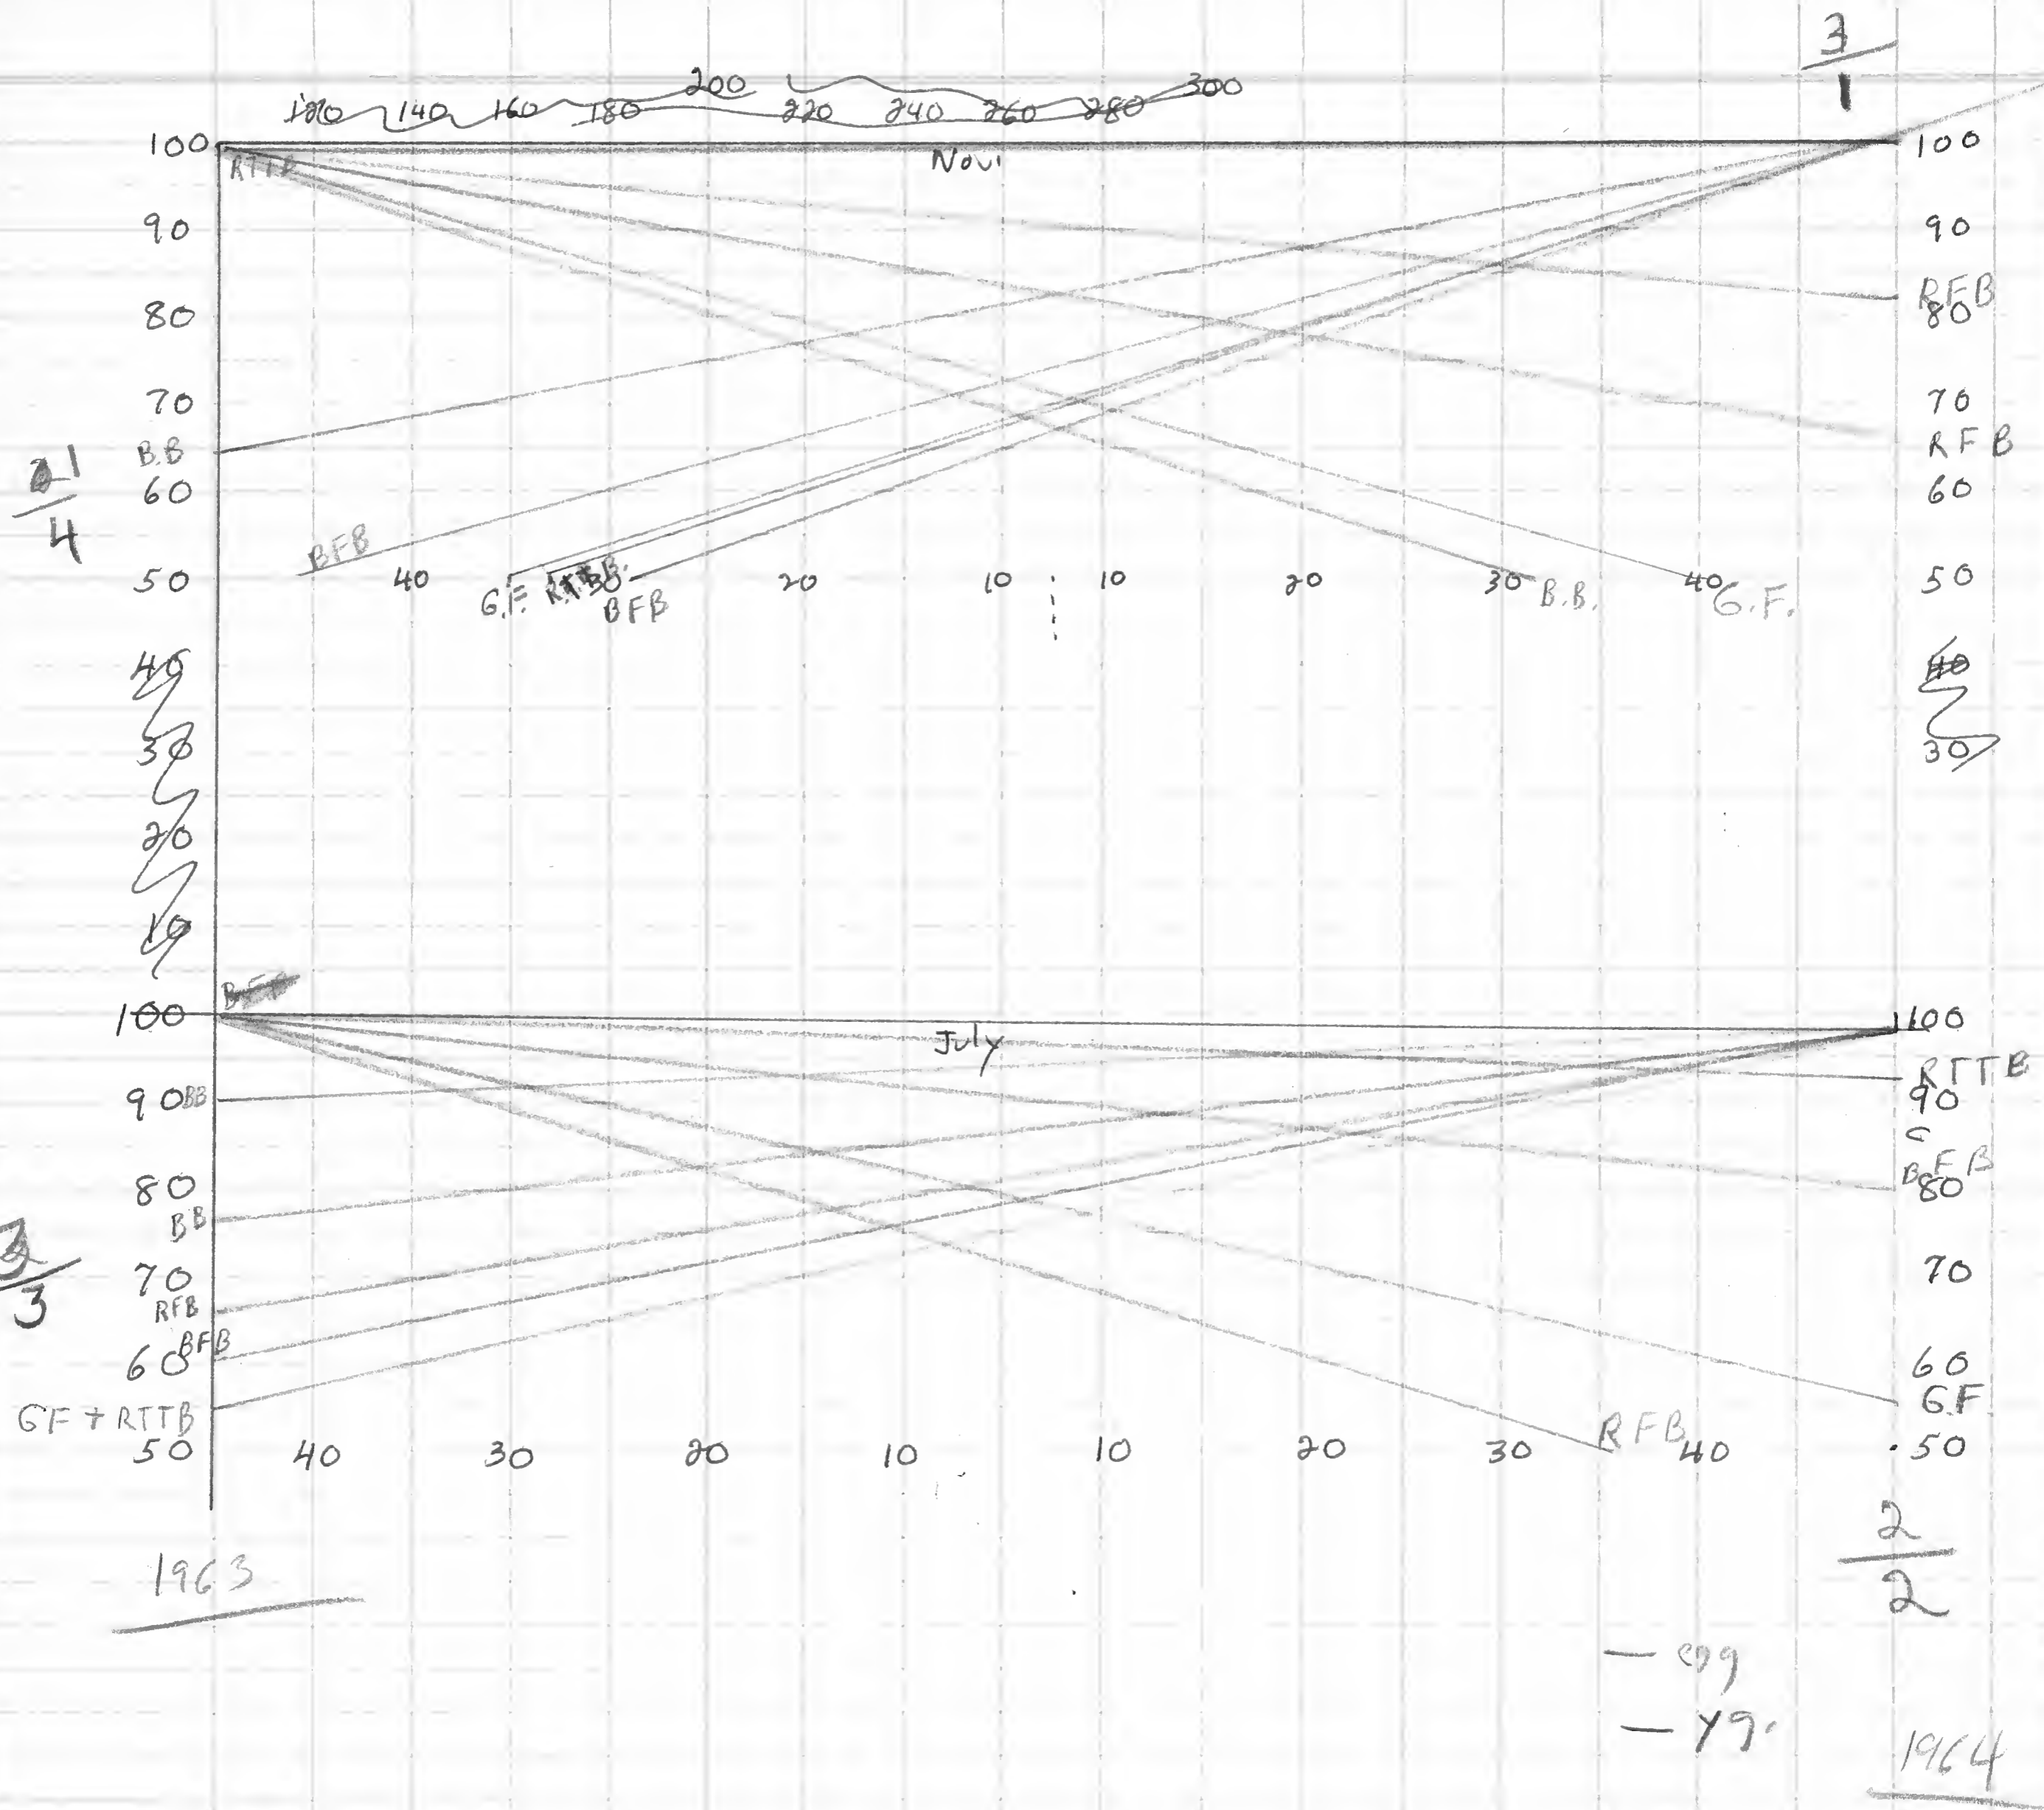 3
1
200 300
120 140 160 180 220 240 260 280
100 Nov. 100
RTTB
90 90
RFB
80 80
70 70
B.B RFB
1
4
60 60
BFB
50 40 30 20 10 10 20 30 40 50
G.F. BFB B.B. G.F.
40 40
30 30
20
10
100 100
July
RTTB
90 BB 90
BFB
80 80
BB
3
70 70
RFB
BFB
60 60
GF + RTTB G.F.
RFB
50 40 30 20 10 10 20 30 40 50
2
2
1963
— egg
— yg.
1964